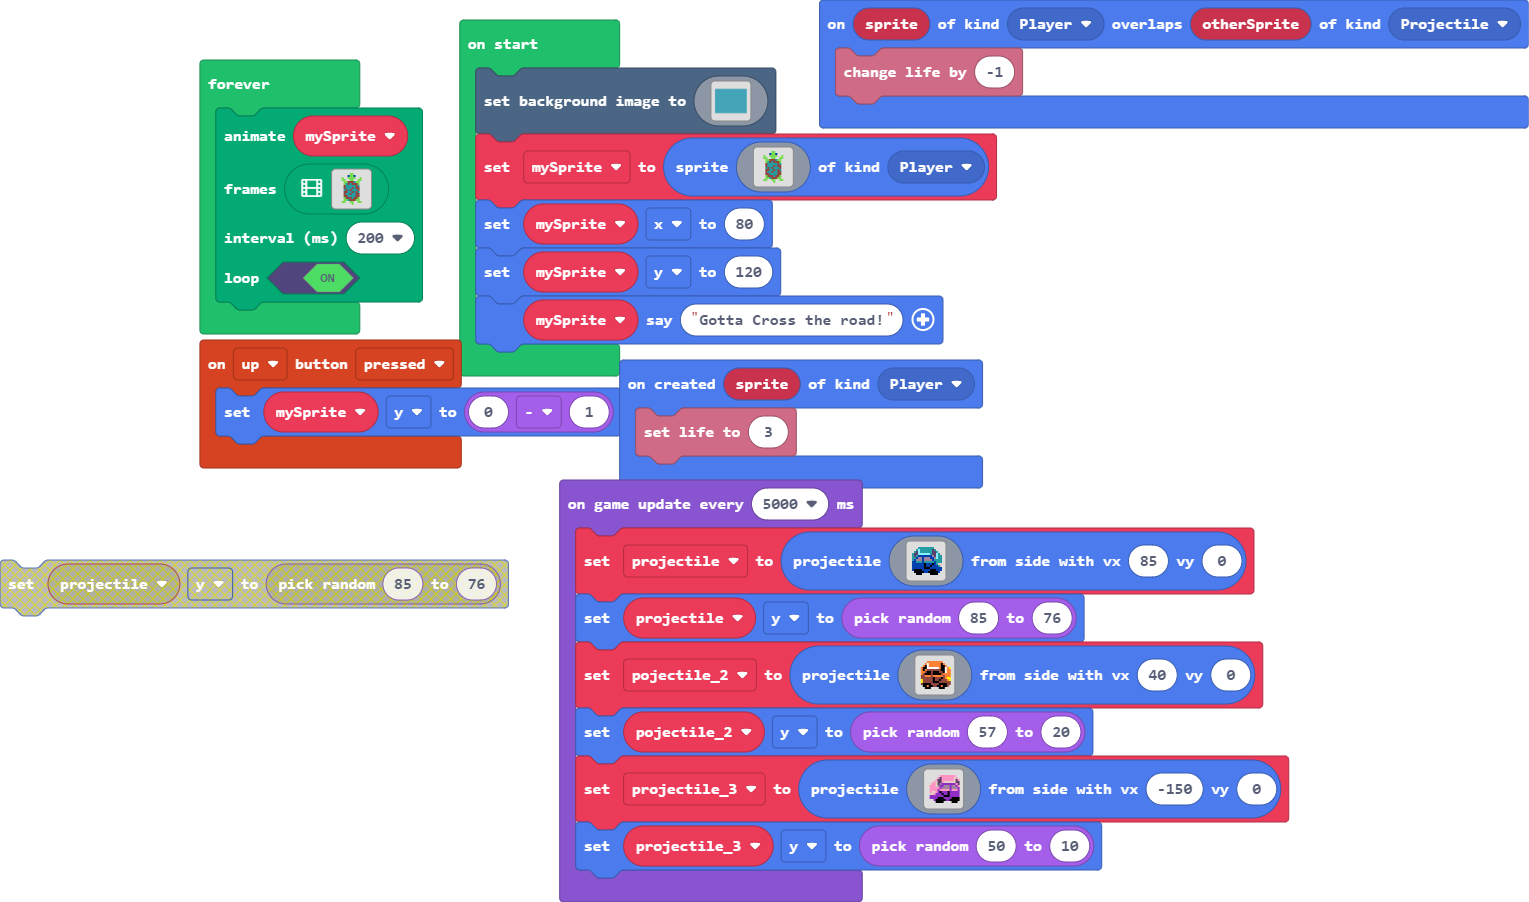 forever
animate mySprite
frames
interval (ms) 200
loop ON
on start
set background image to
set mySprite to sprite of kind Player
set mySprite x to 80
set mySprite y to 120
mySprite say "Gotta Cross the road!"
on sprite of kind Player overlaps otherSprite of kind Projectile
change life by -1
on up button pressed
set mySprite y to 0 - 1
on created sprite of kind Player
set life to 3
set projectile y to pick random 85 to 76
on game update every 5000 ms
set projectile to projectile from side with vx 85 vy 0
set projectile y to pick random 85 to 76
set pojectile_2 to projectile from side with vx 40 vy 0
set pojectile_2 y to pick random 57 to 20
set projectile_3 to projectile from side with vx -150 vy 0
set projectile_3 y to pick random 50 to 10